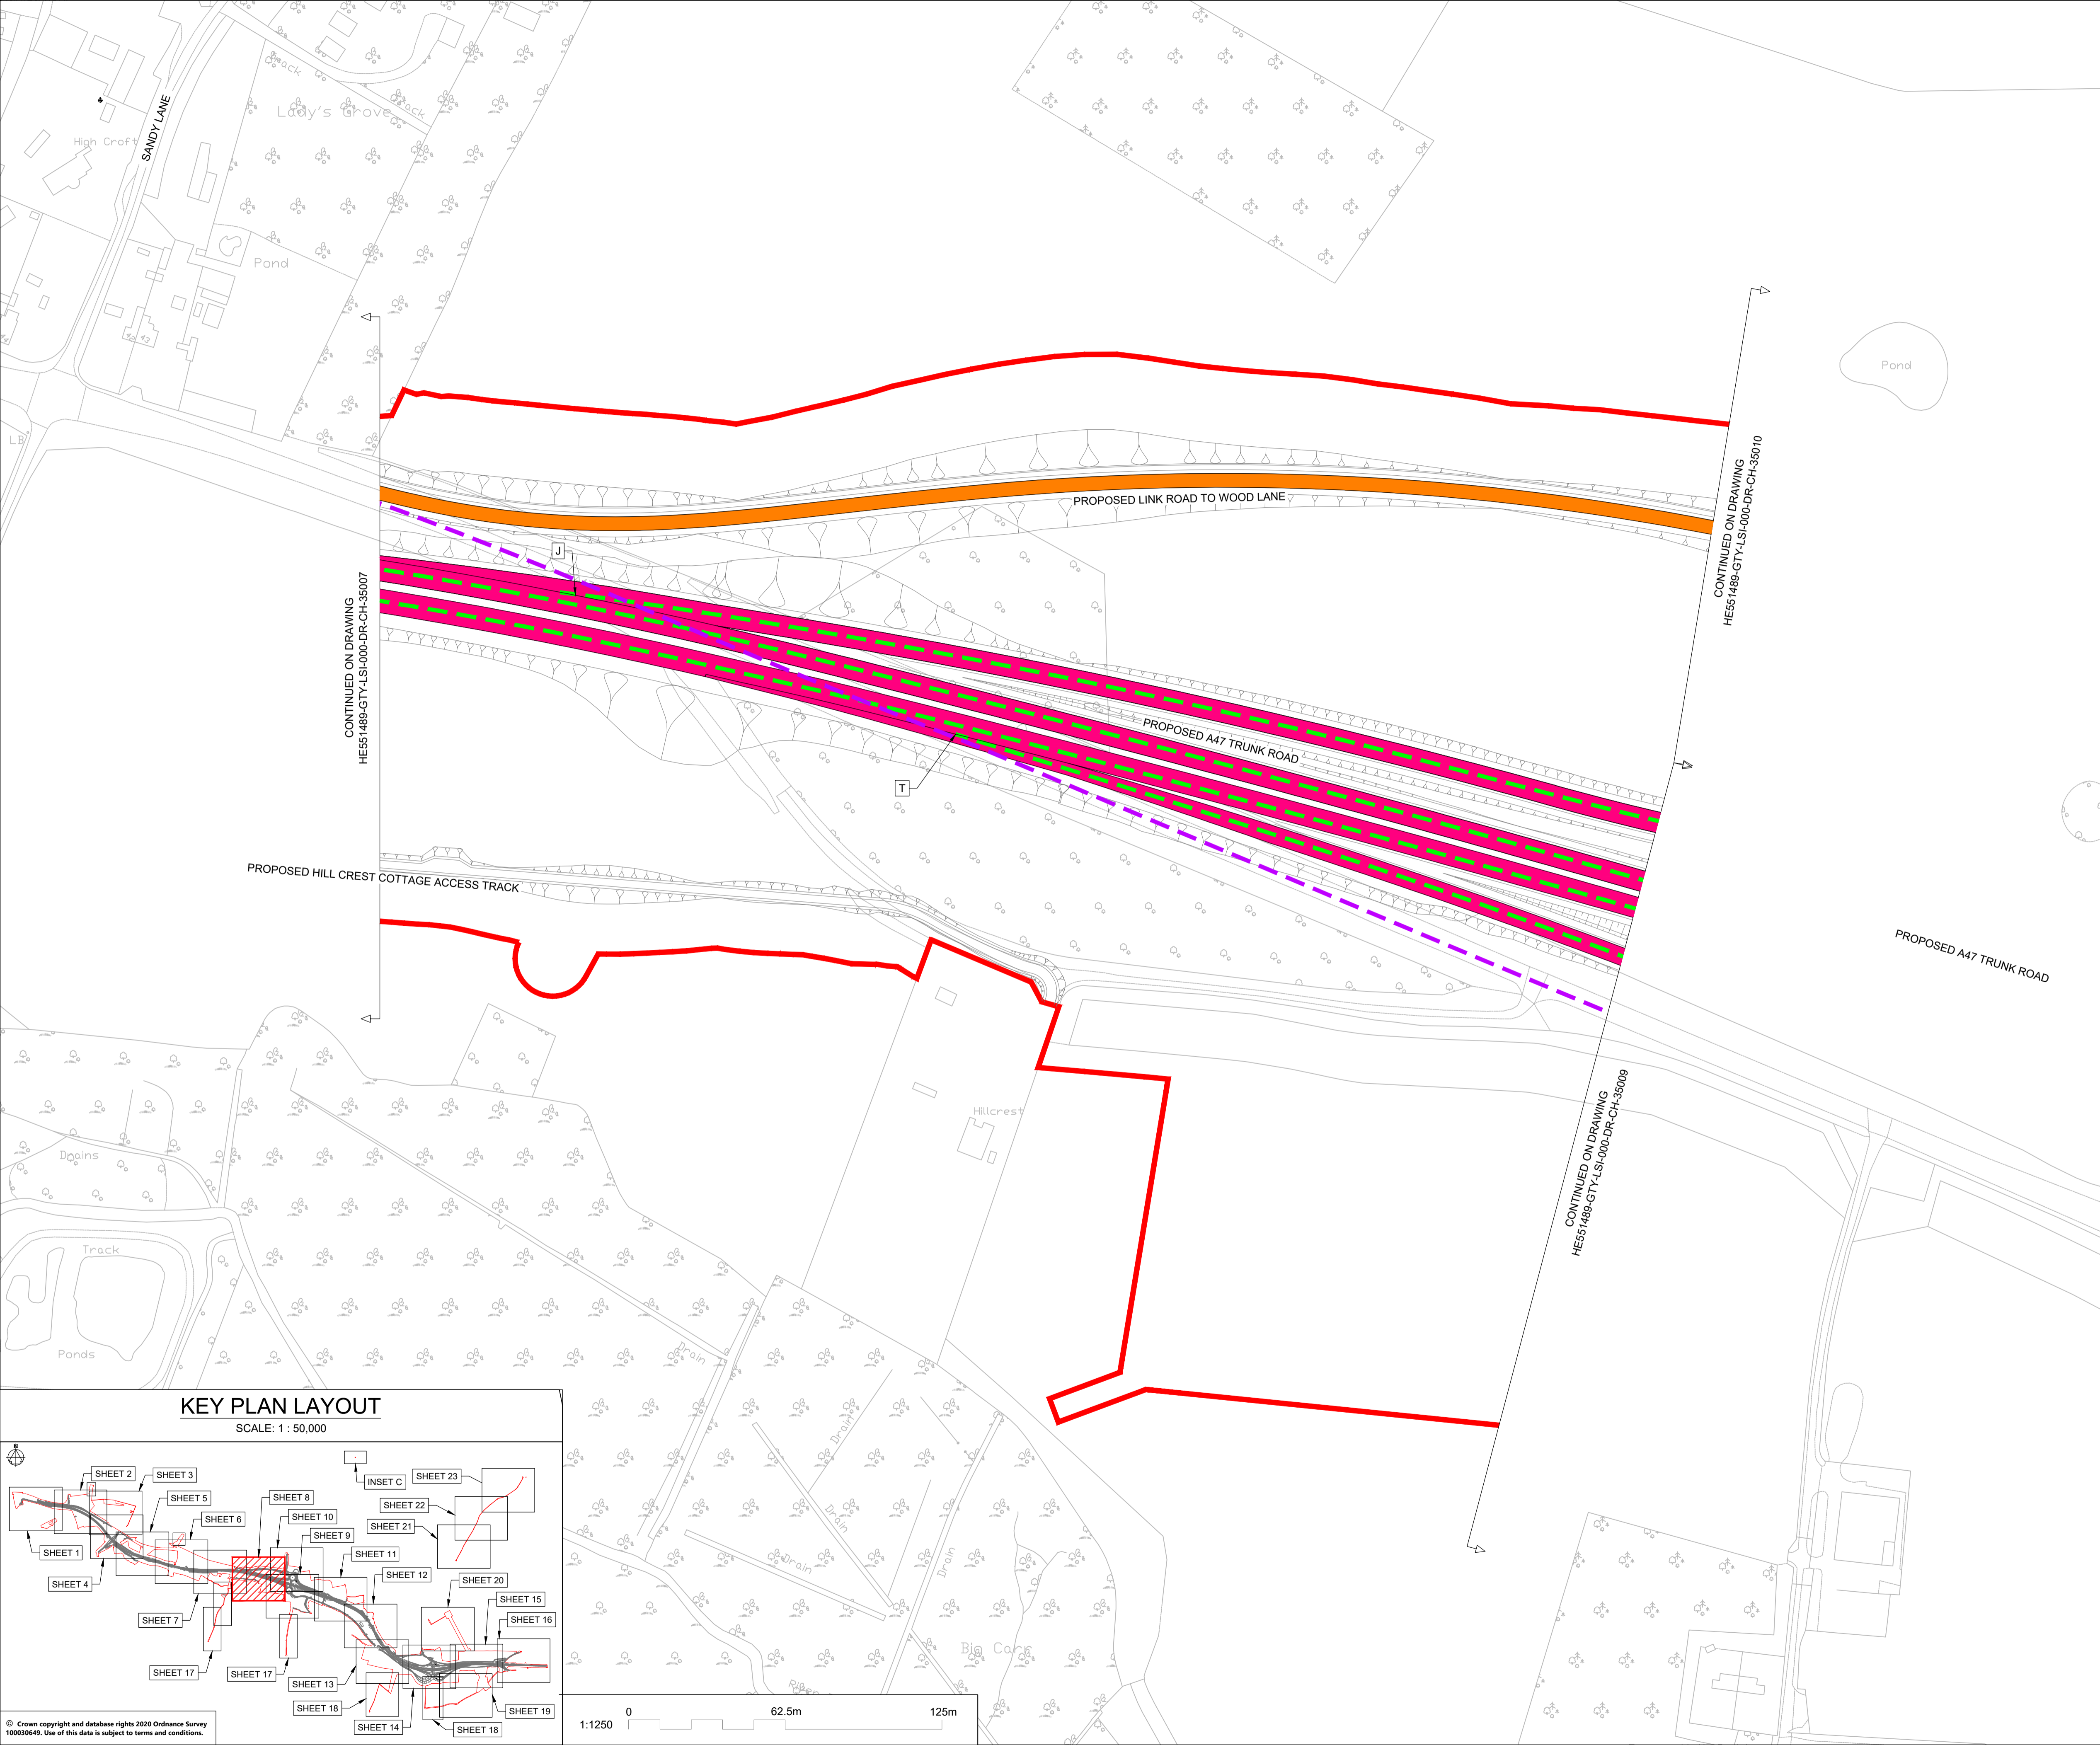 Track
Track
Lady's Grove
High Croft
SANDY LANE
Pond
43
LB
Pond
PROPOSED LINK ROAD TO WOOD LANE
CONTINUED ON DRAWING
HE551489-GTY-LSI-000-DR-CH-35010
J
CONTINUED ON DRAWING
HE551489-GTY-LSI-000-DR-CH-35007
PROPOSED A47 TRUNK ROAD
T
PROPOSED HILL CREST COTTAGE ACCESS TRACK
PROPOSED A47 TRUNK ROAD
Hillcrest
CONTINUED ON DRAWING
HE551489-GTY-LSI-000-DR-CH-35009
Drains
Track
Ponds
Drain
Drain
Drain
Drain
Drain
Big Carr
KEY PLAN LAYOUT
SCALE: 1 : 50,000
N
INSET C
SHEET 1
SHEET 2
SHEET 3
SHEET 4
SHEET 5
SHEET 6
SHEET 7
SHEET 8
SHEET 10
SHEET 9
SHEET 11
SHEET 12
SHEET 23
SHEET 22
SHEET 21
SHEET 20
SHEET 15
SHEET 16
SHEET 17
SHEET 17
SHEET 13
SHEET 18
SHEET 14
SHEET 18
SHEET 19
© Crown copyright and database rights 2020 Ordnance Survey
100030649. Use of this data is subject to terms and conditions.
1:1250
0
62.5m
125m